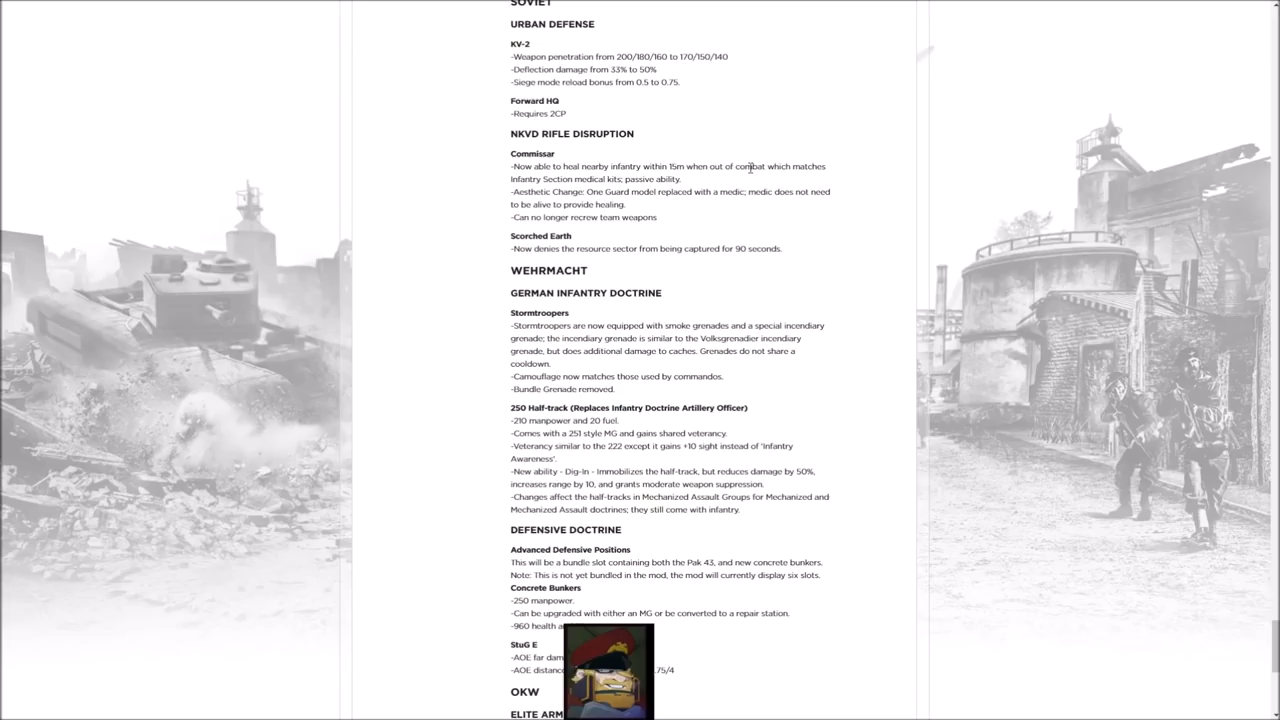 SOVIET
URBAN DEFENSE
KV-2
-Weapon penetration from 200/180/160 to 170/150/140
-Deflection damage from 33% to 50%
-Siege mode reload bonus from 0.5 to 0.75.
Forward HQ
-Requires 2CP
NKVD RIFLE DISRUPTION
Commissar
-Now able to heal nearby infantry within 15m when out of combat which matches
Infantry Section medical kits; passive ability.
-Aesthetic Change: One Guard model replaced with a medic; medic does not need
to be alive to provide healing.
-Can no longer recrew team weapons
Scorched Earth
-Now denies the resource sector from being captured for 90 seconds.
WEHRMACHT
GERMAN INFANTRY DOCTRINE
Stormtroopers
-Stormtroopers are now equipped with smoke grenades and a special incendiary
grenade; the incendiary grenade is similar to the Volksgrenadier incendiary
grenade, but does additional damage to caches. Grenades do not share a
cooldown.
-Camouflage now matches those used by commandos.
-Bundle Grenade removed.
250 Half-track (Replaces Infantry Doctrine Artillery Officer)
-210 manpower and 20 fuel.
-Comes with a 251 style MG and gains shared veterancy.
-Veterancy similar to the 222 except it gains +10 sight instead of 'Infantry
Awareness'.
-New ability - Dig-In - Immobilizes the half-track, but reduces damage by 50%,
increases range by 10, and grants moderate weapon suppression.
-Changes affect the half-tracks in Mechanized Assault Groups for Mechanized and
Mechanized Assault doctrines; they still come with infantry.
DEFENSIVE DOCTRINE
Advanced Defensive Positions
This will be a bundle slot containing both the Pak 43, and new concrete bunkers.
Note: This is not yet bundled in the mod, the mod will currently display six slots.
Concrete Bunkers
-250 manpower.
-Can be upgraded with either an MG or be converted to a repair station.
-960 health
StuG E
-AOE far
-AOE .75/4
OKW
ELITE